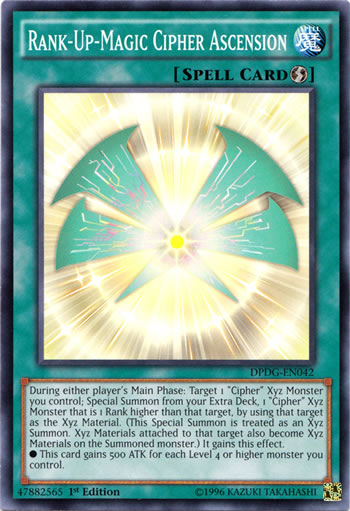 RANK-UP-MAGIC CIPHER ASCENSION
魔
[SPELL CARD]
DPDG-EN042
During either player's Main Phase: Target 1 "Cipher" Xyz Monster
you control; Special Summon from your Extra Deck, 1 "Cipher" Xyz
Monster that is 1 Rank higher than that target, by using that target
as the Xyz Material. (This Special Summon is treated as an Xyz
Summon. Xyz Materials attached to that target also become Xyz
Materials on the Summoned monster.) It gains this effect.
● This card gains 500 ATK for each Level 4 or higher monster you
control.
47882565 1st Edition ©1996 KAZUKI TAKAHASHI